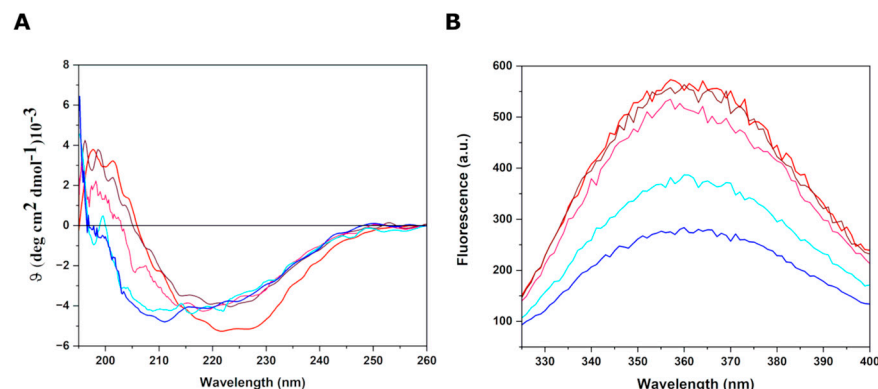 A
B
ϑ (deg cm² dmol⁻¹)10⁻³
8
6
4
2
0
−2
−4
−6
200 210 220 230 240 250 260
Wavelength (nm)
Fluorescence (a.u.)
600
500
400
300
200
100
330 340 350 360 370 380 390 400
Wavelength (nm)